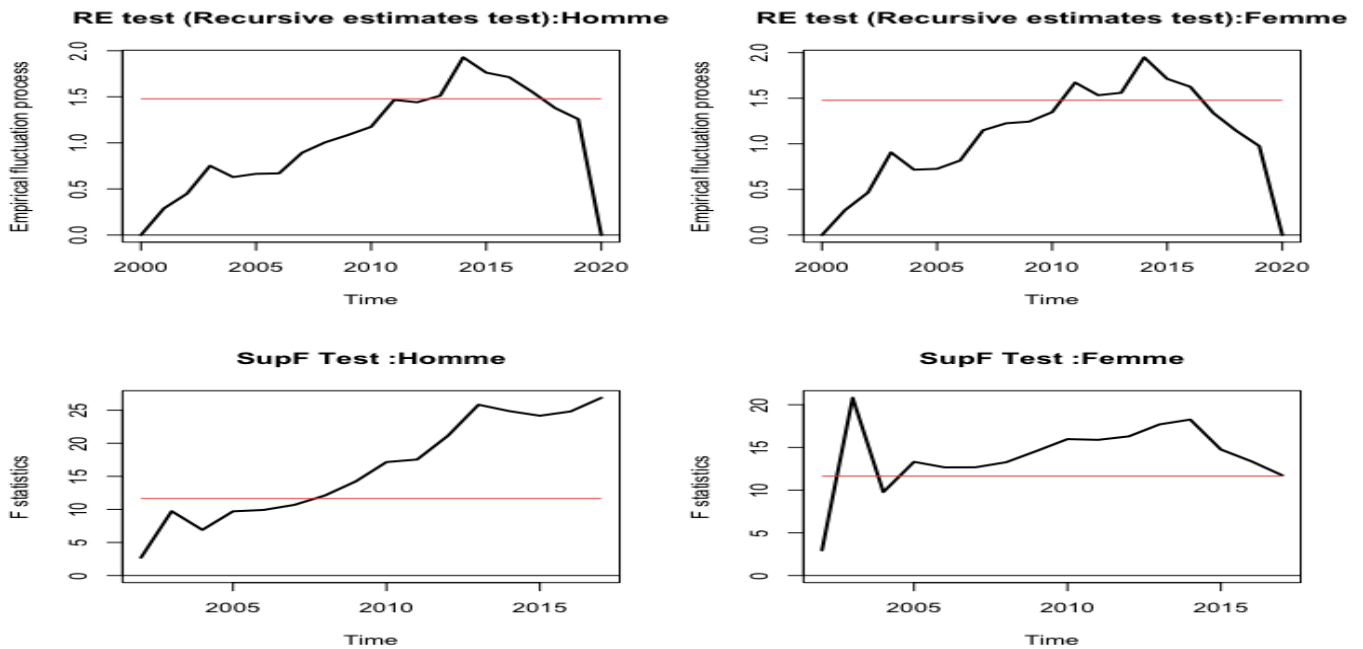 RE test (Recursive estimates test):Homme
Empirical fluctuation process
2.0
1.5
1.0
0.5
0.0
2000 2005 2010 2015 2020
Time
RE test (Recursive estimates test):Femme
Empirical fluctuation process
2.0
1.5
1.0
0.5
0.0
2000 2005 2010 2015 2020
Time
SupF Test :Homme
F statistics
25
20
15
10
5
0
2005 2010 2015
Time
SupF Test :Femme
F statistics
20
15
10
5
0
2005 2010 2015
Time